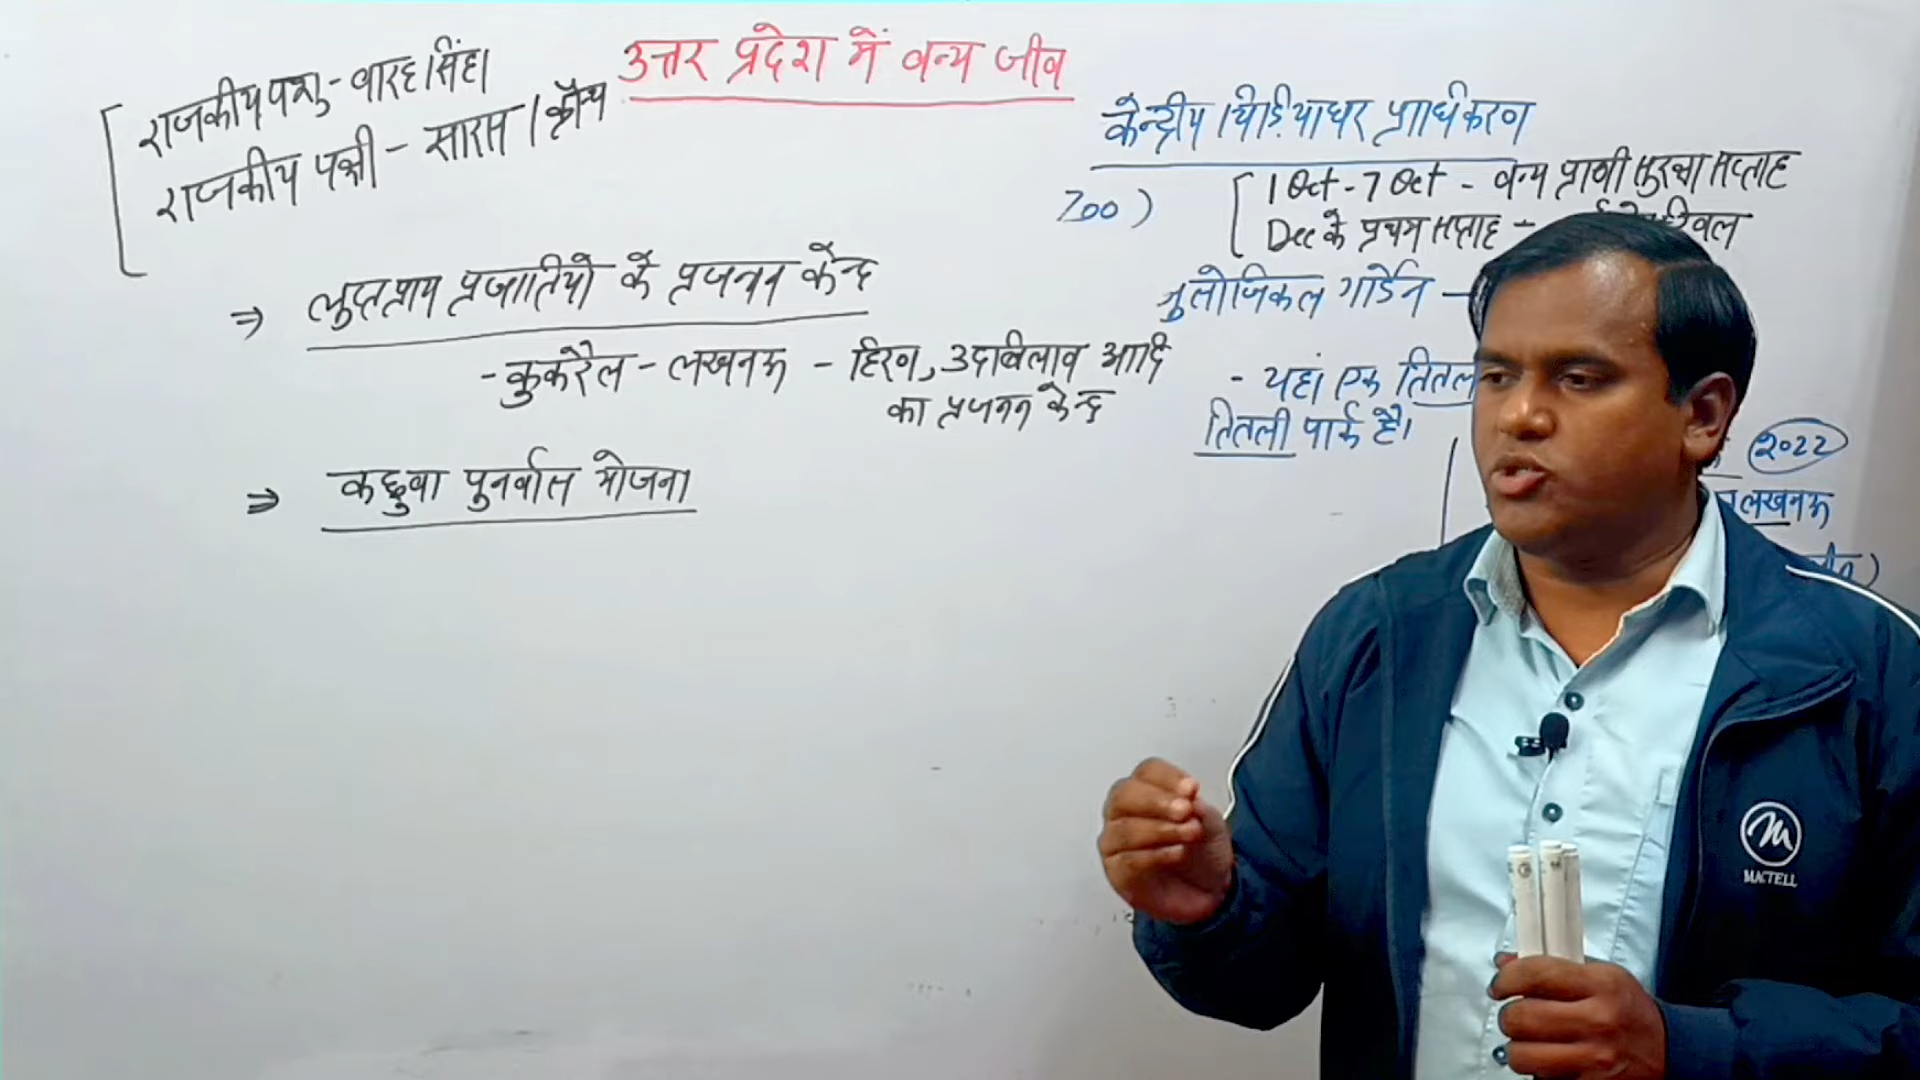 उत्तर प्रदेश में वन्य जीव
राजकीय पशु - बारहसिंहा
राजकीय पक्षी - सारस / क्रौन्च
⇒ लुप्तप्राय प्रजातियो के प्रजनन केन्द्र
- कुकरैल - लखनऊ - हिरण, उदबिलाव आदि
का प्रजनन केन्द्र
⇒ कछुवा पुनर्वास योजना
केन्द्रीय चिड़ियाघर प्राधिकरण
1 Oct - 7 Oct - वन्य प्राणी सुरक्षा सप्ताह
Zoo) Dec के प्रथम सप्ताह -
जुलोजिकल गार्डेन -
- यहां एक
तितली पार्क है।
2022
लखनऊ
M
MACTELL